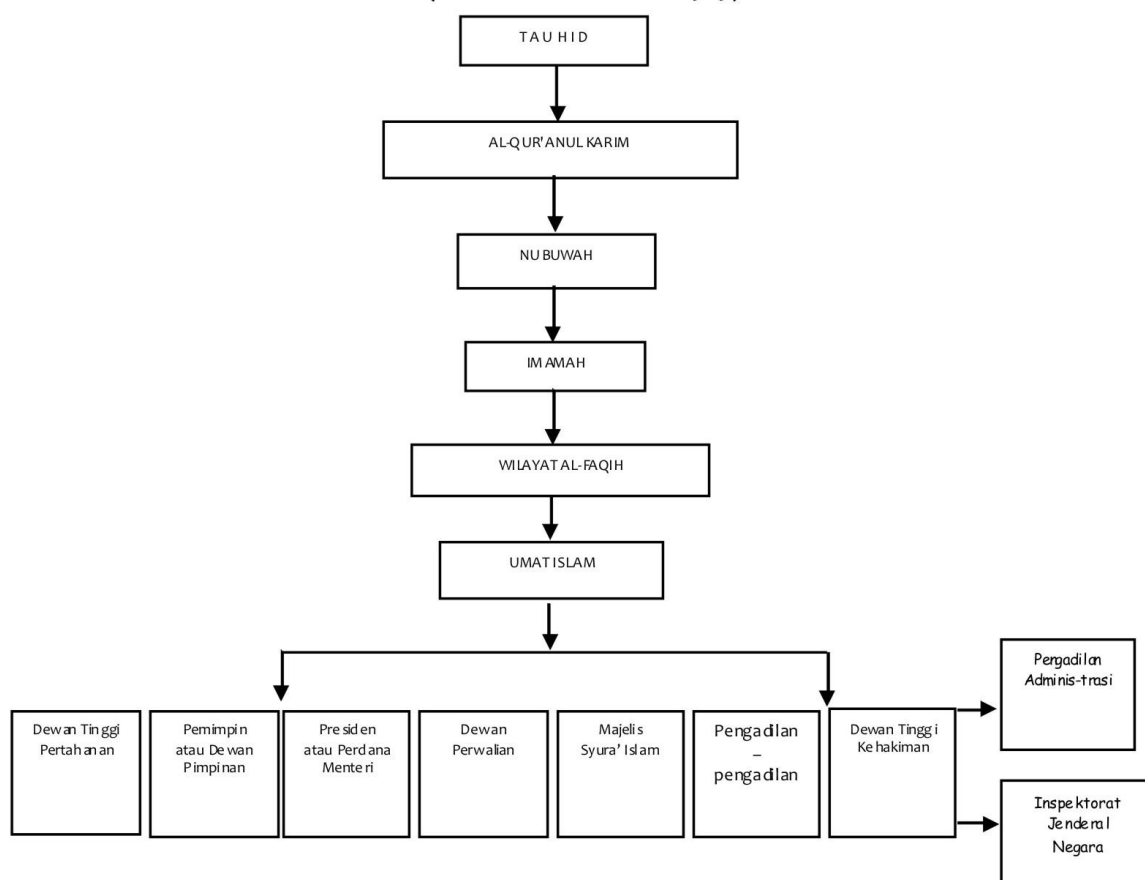 TAUHID
AL-QUR'ANUL KARIM
NUBUWAH
IMAMAH
WILAYAT AL-FAQIH
UMAT ISLAM
Pengadilan
Adminis-trasi
Dewan Tinggi
Pertahanan
Pemimpin
atau Dewan
Pimpinan
Presiden
atau Perdana
Menteri
Dewan
Perwalian
Majelis
Syura' Islam
Pengadilan
–
pengadilan
Dewan Tinggi
Kehakiman
Inspektorat
Jenderal
Negara